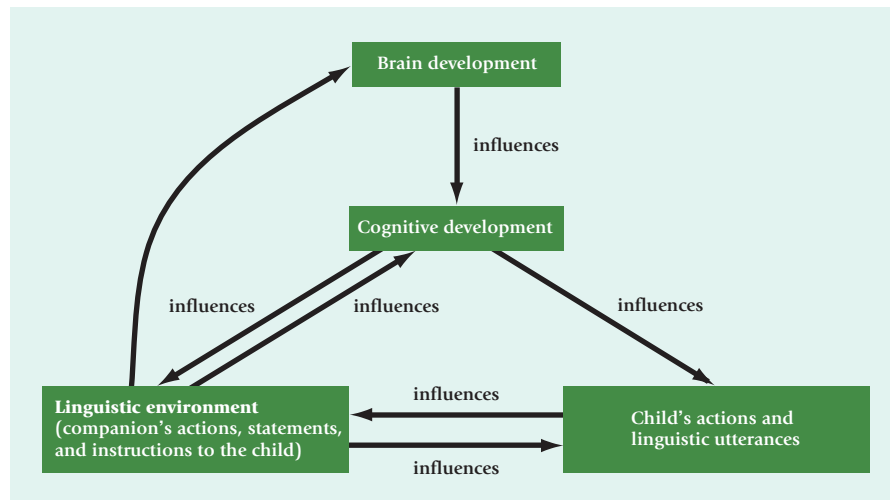 Brain development
influences
Cognitive development
influences
influences
influences
Linguistic environment
(companion's actions, statements,
and instructions to the child)
influences
Child's actions and
linguistic utterances
influences